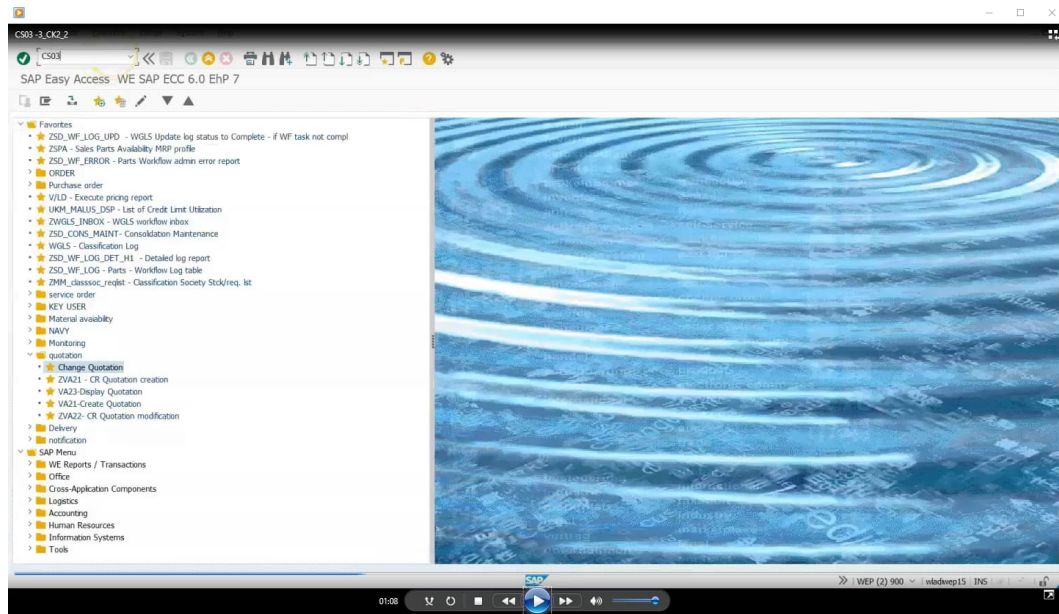 CS03 -3_CK2_2
CS03
SAP Easy Access WE SAP ECC 6.0 EhP 7
Favorites
ZSD_WF_LOG_UPD - WGLS Update log status to Complete - if WF task not compl
ZSPA - Sales Parts Availability MRP profile
ZSD_WF_ERROR - Parts Workflow admin error report
ORDER
Purchase order
V/LD - Execute pricing report
UKM_MALUS_DSP - List of Credit Limit Utilization
ZWGLS_INBOX - WGLS workflow inbox
ZSD_CONS_MAINT- Consolidation Maintenance
WGLS - Classification Log
ZSD_WF_LOG_DET_H1 - Detailed log report
ZSD_WF_LOG - Parts - Workflow Log table
ZMM_classsoc_reqlist - Classification Society Stck/req. list
service order
KEY USER
Material avaiability
NAVY
Monitoring
quotation
Change Quotation
ZVA21 - CR Quotation creation
VA23-Display Quotation
VA21-Create Quotation
ZVA22- CR Quotation modification
Delivery
notification
SAP Menu
WE Reports / Transactions
Office
Cross-Application Components
Logistics
Accounting
Human Resources
Information Systems
Tools
SAP
WEP (2) 900
wladwep15
INS
01:08